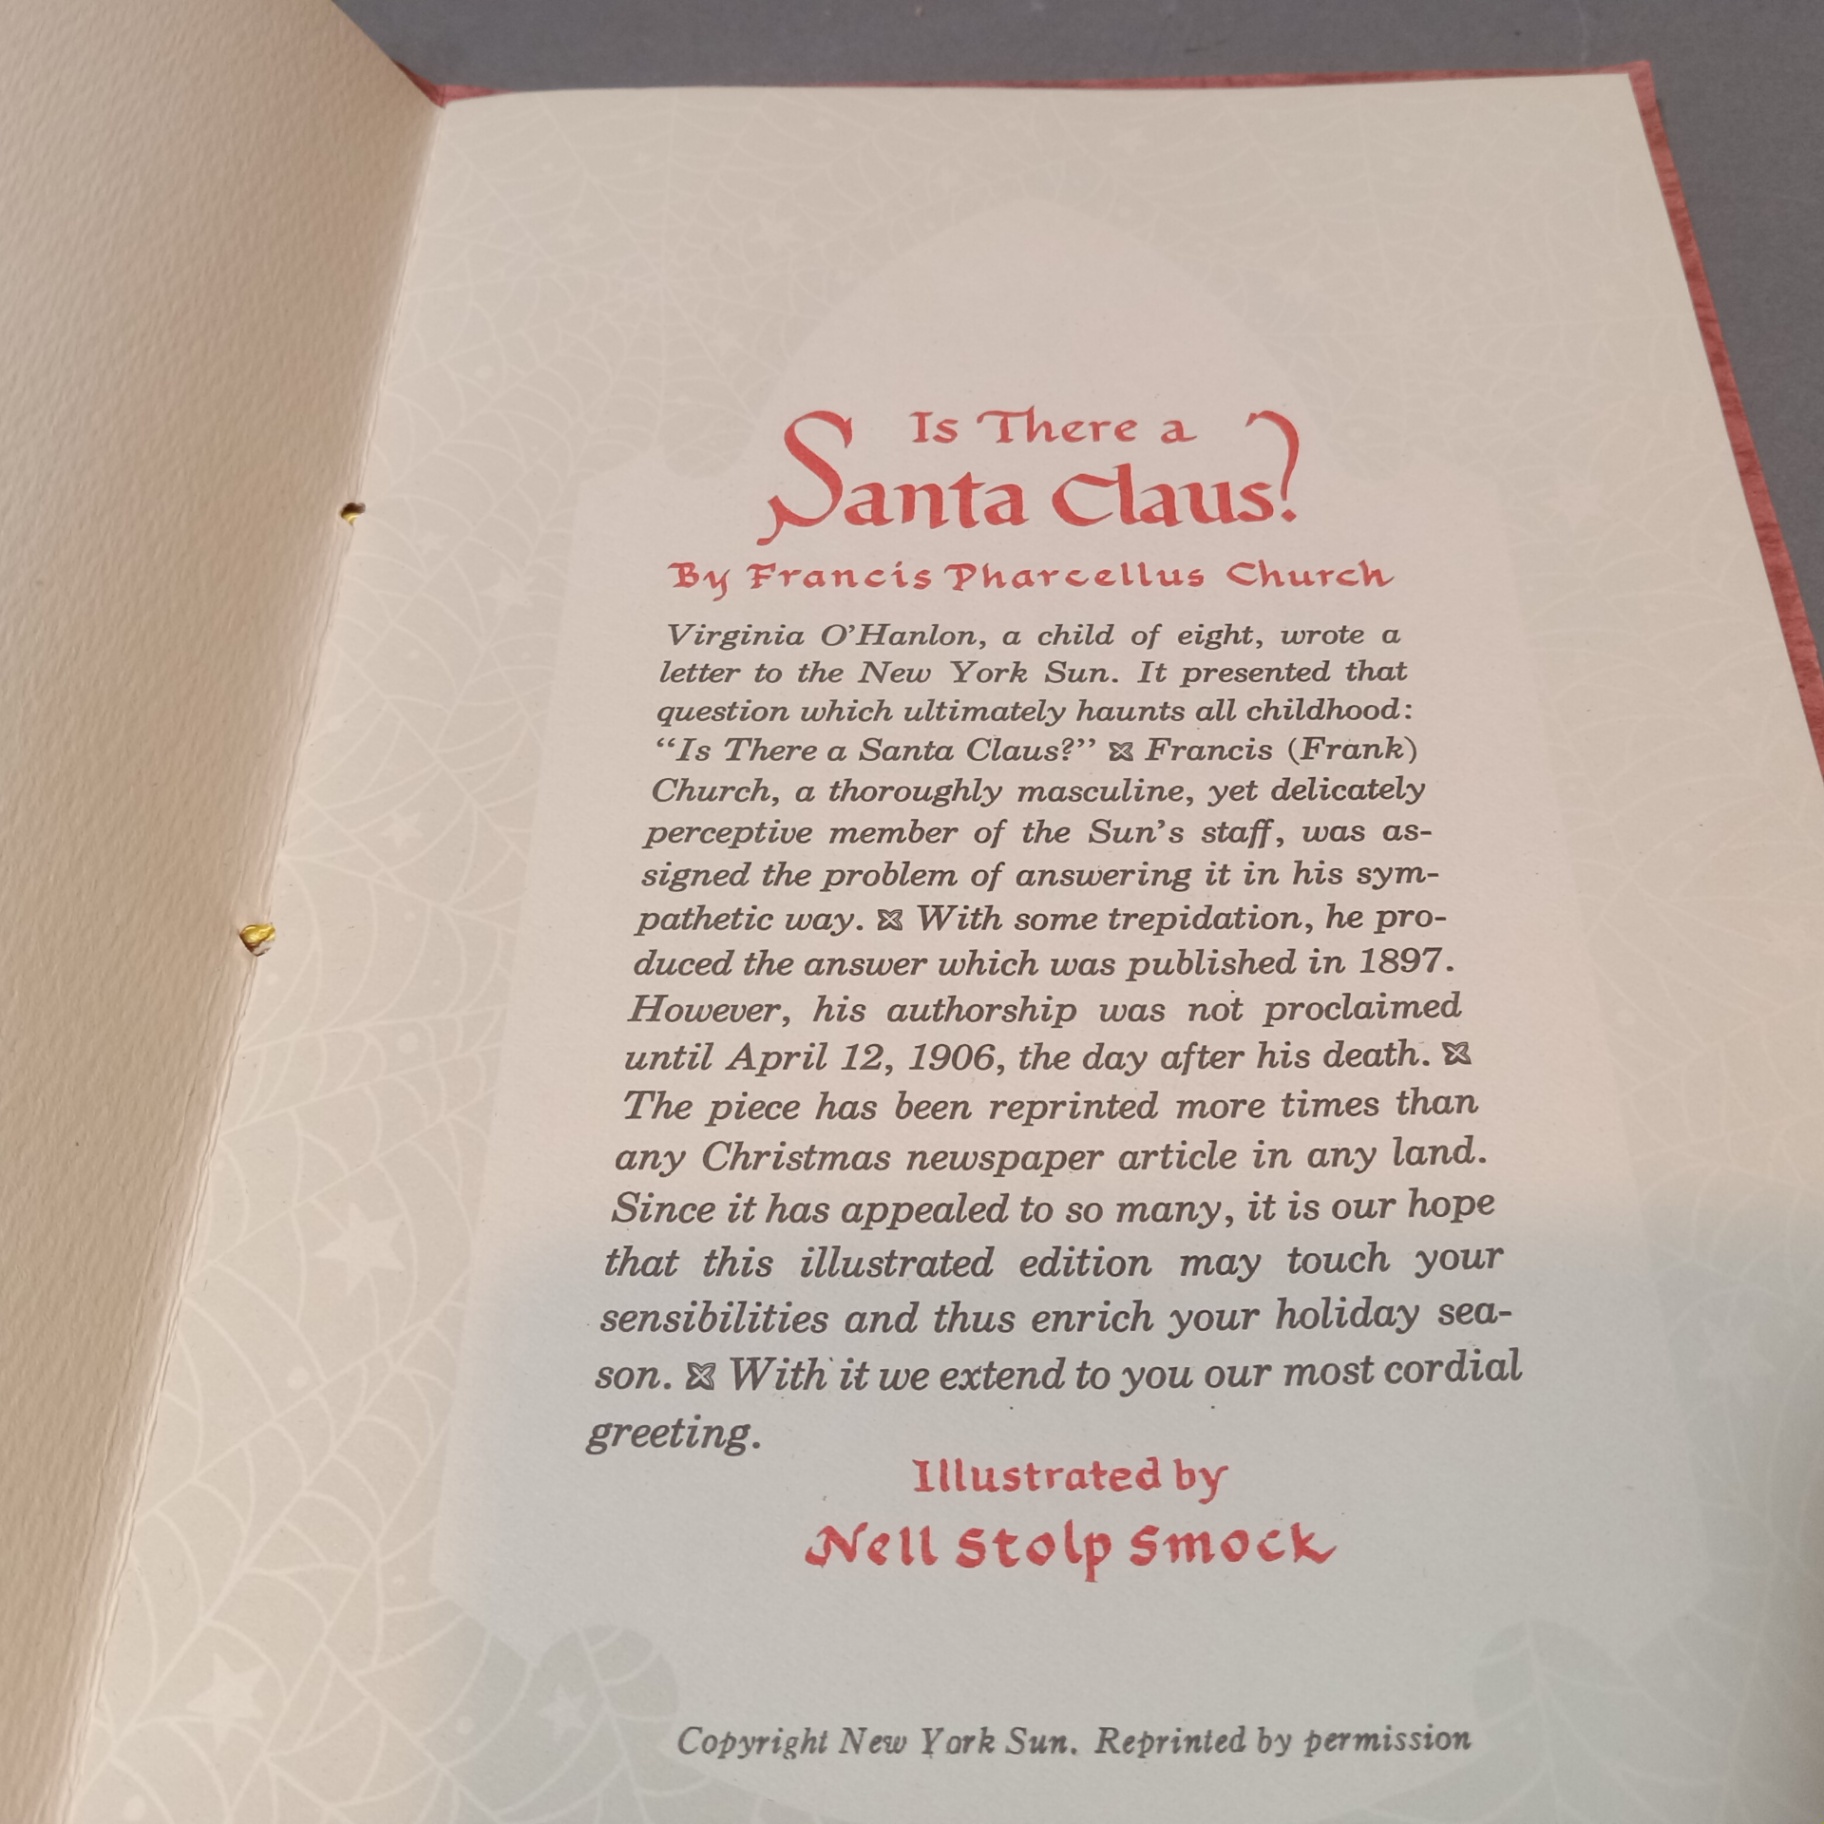 Is There a
Santa Claus?
By Francis Pharcellus Church
Virginia O'Hanlon, a child of eight, wrote a
letter to the New York Sun. It presented that
question which ultimately haunts all childhood:
“Is There a Santa Claus?” Francis (Frank)
Church, a thoroughly masculine, yet delicately
perceptive member of the Sun's staff, was as-
signed the problem of answering it in his sym-
pathetic way. With some trepidation, he pro-
duced the answer which was published in 1897.
However, his authorship was not proclaimed
until April 12, 1906, the day after his death.
The piece has been reprinted more times than
any Christmas newspaper article in any land.
Since it has appealed to so many, it is our hope
that this illustrated edition may touch your
sensibilities and thus enrich your holiday sea-
son. With it we extend to you our most cordial
greeting.
Illustrated by
Nell Stolp Smock
Copyright New York Sun. Reprinted by permission